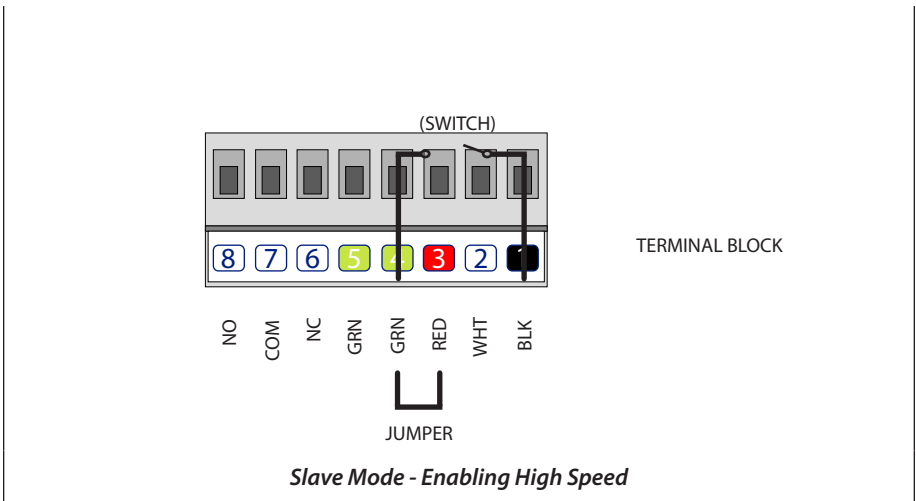 (SWITCH)
8 7 6 5 4 3 2 1
TERMINAL BLOCK
NO COM NC GRN GRN RED WHT BLK
JUMPER
Slave Mode - Enabling High Speed